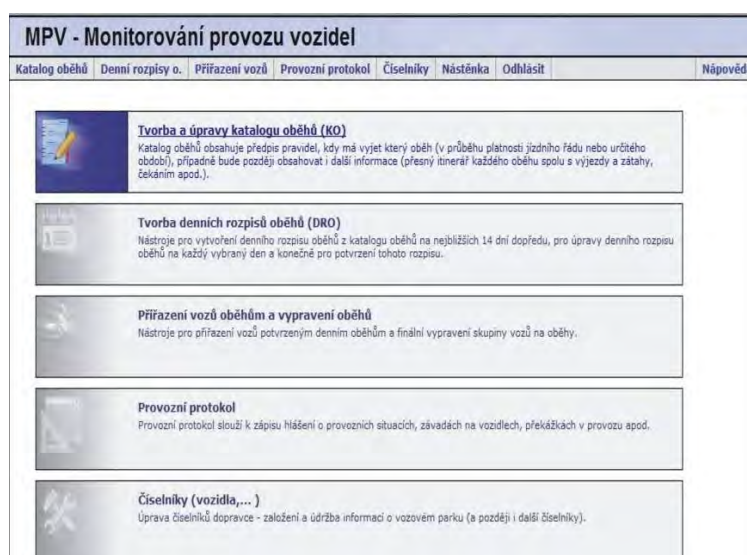 MPV - Monitorování provozu vozidel
Katalog oběhů Denní rozpisy o. Přiřazení vozů Provozní protokol Číselníky Nástěnka Odhlásit Nápověd
Tvorba a úpravy katalogu oběhů (KO)
Katalog oběhů obsahuje předpis pravidel, kdy má vyjet který oběh (v průběhu platnosti jízdního řádu nebo určitého
období), případně bude později obsahovat i další informace (přesný itinerář každého oběhu spolu s výjezdy a zátahy,
čekáním apod.).
Tvorba denních rozpisů oběhů (DRO)
Nástroje pro vytvoření denního rozpisu oběhů z katalogu oběhů na nejbližších 14 dní dopředu, pro úpravy denního rozpisu
oběhů na každý vybraný den a konečně pro potvrzení tohoto rozpisu.
Přiřazení vozů oběhům a vypravení oběhů
Nástroje pro přiřazení vozů potvrzeným denním oběhům a finální vypravení skupiny vozů na oběhy.
Provozní protokol
Provozní protokol slouží k zápisu hlášení o provozních situacích, závadách na vozidlech, překážkách v provozu apod.
Číselníky (vozidla,... )
Úprava číselníků dopravce - založení a údržba informací o vozovém parku (a později i další číselníky).